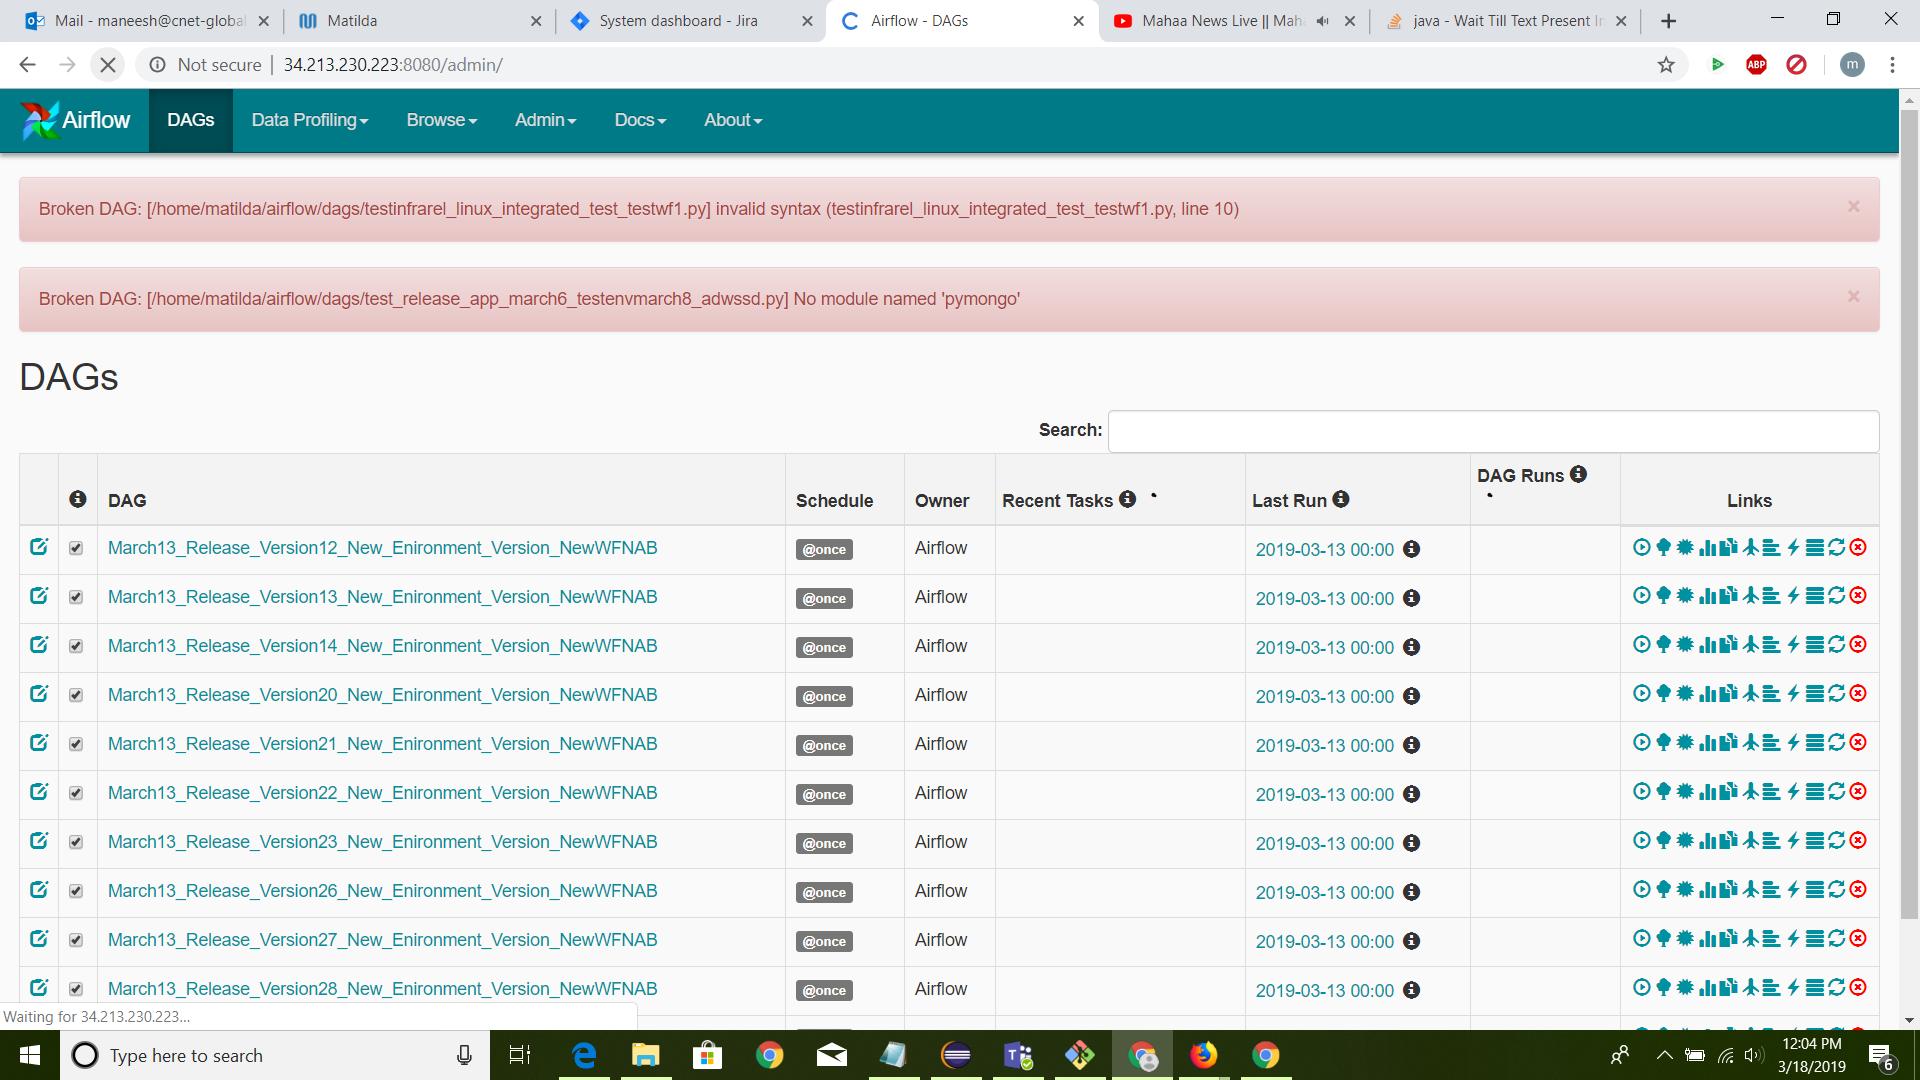 Mail - maneesh@cnet-global
Matilda
System dashboard - Jira
Airflow - DAGs
Mahaa News Live || Mah
java - Wait Till Text Present In
Not secure
34.213.230.223:8080/admin/
ABP
m
Airflow
DAGs
Data Profiling
Browse
Admin
Docs
About
Broken DAG: [/home/matilda/airflow/dags/testinfrarel_linux_integrated_test_testwf1.py] invalid syntax (testinfrarel_linux_integrated_test_testwf1.py, line 10)
×
Broken DAG: [/home/matilda/airflow/dags/test_release_app_march6_testenvmarch8_adwssd.py] No module named 'pymongo'
×
DAGs
Search:
DAG Schedule Owner Recent Tasks Last Run DAG Runs Links
March13_Release_Version12_New_Enironment_Version_NewWFNAB @once Airflow 2019-03-13 00:00
March13_Release_Version13_New_Enironment_Version_NewWFNAB @once Airflow 2019-03-13 00:00
March13_Release_Version14_New_Enironment_Version_NewWFNAB @once Airflow 2019-03-13 00:00
March13_Release_Version20_New_Enironment_Version_NewWFNAB @once Airflow 2019-03-13 00:00
March13_Release_Version21_New_Enironment_Version_NewWFNAB @once Airflow 2019-03-13 00:00
March13_Release_Version22_New_Enironment_Version_NewWFNAB @once Airflow 2019-03-13 00:00
March13_Release_Version23_New_Enironment_Version_NewWFNAB @once Airflow 2019-03-13 00:00
March13_Release_Version26_New_Enironment_Version_NewWFNAB @once Airflow 2019-03-13 00:00
March13_Release_Version27_New_Enironment_Version_NewWFNAB @once Airflow 2019-03-13 00:00
March13_Release_Version28_New_Enironment_Version_NewWFNAB @once Airflow 2019-03-13 00:00
Waiting for 34.213.230.223...
Type here to search
12:04 PM
3/18/2019
6